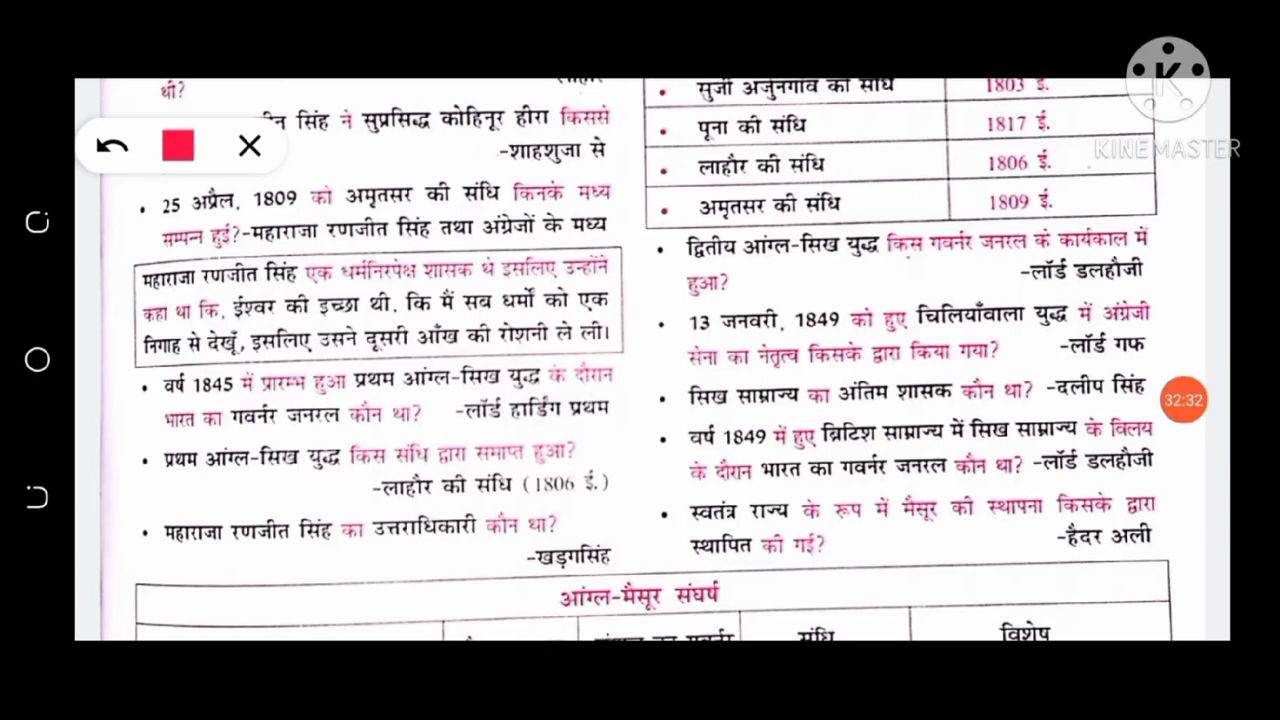 थी?
सिंह ने सुप्रसिद्ध कोहिनूर हीरा किससे
-शाहशुजा से
• 25 अप्रैल, 1809 को अमृतसर की संधि किनके मध्य
सम्पन्न हुई?-महाराजा रणजीत सिंह तथा अंग्रेजों के मध्य
महाराजा रणजीत सिंह एक धर्मनिरपेक्ष शासक थे इसलिए उन्होंने
कहा था कि, ईश्वर की इच्छा थी. कि मैं सब धर्मों को एक
निगाह से देखूँ, इसलिए उसने दूसरी आँख की रोशनी ले ली।
• वर्ष 1845 में प्रारम्भ हुआ प्रथम आंग्ल-सिख युद्ध के दौरान
भारत का गवर्नर जनरल कौन था? -लॉर्ड हार्डिंग प्रथम
• प्रथम आंग्ल-सिख युद्ध किस संधि द्वारा समाप्त हुआ?
-लाहौर की संधि (1806 ई.)
• महाराजा रणजीत सिंह का उत्तराधिकारी कौन था?
-खड़गसिंह
• सुर्जी अर्जुनगांव की संधि 1803 ई.
• पूना की संधि 1817 ई.
• लाहौर की संधि 1806 ई.
• अमृतसर की संधि 1809 ई.
• द्वितीय आंग्ल-सिख युद्ध किस गवर्नर जनरल के कार्यकाल में
हुआ? -लॉर्ड डलहौजी
• 13 जनवरी, 1849 को हुए चिलियाँवाला युद्ध में अंग्रेजी
सेना का नेतृत्व किसके द्वारा किया गया? -लॉर्ड गफ
• सिख साम्राज्य का अंतिम शासक कौन था? -दलीप सिंह
• वर्ष 1849 में हुए ब्रिटिश साम्राज्य में सिख साम्राज्य के विलय
के दौरान भारत का गवर्नर जनरल कौन था? -लॉर्ड डलहौजी
• स्वतंत्र राज्य के रूप में मैसूर की स्थापना किसके द्वारा
स्थापित की गई? -हैदर अली
आंग्ल-मैसूर संघर्ष
संधि विशेष
K
KINEMASTER
32:32